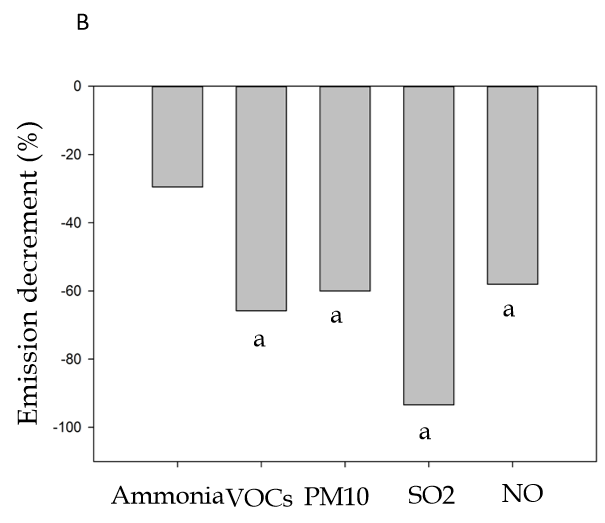 B
Emission decrement (%)
0
-20
-40
-60
-80
-100
a
a
a
a
Ammonia VOCs PM10 SO2 NO